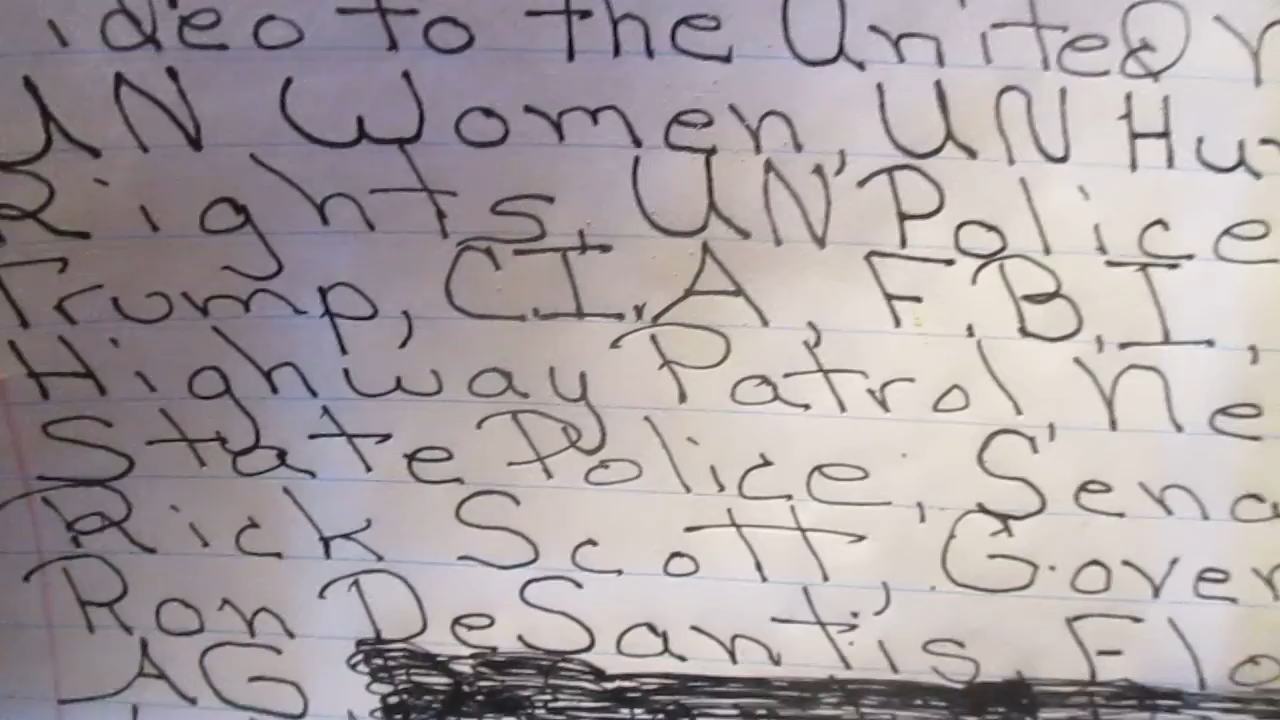 ideo to the United N
UN Women, UN Hu
Rights, UN Police
Trump, C.I.A, F.B.I,
Highway Patrol, Ne
State Police, Sena
Rick Scott, Gover
Ron DeSantis, Flo
AG